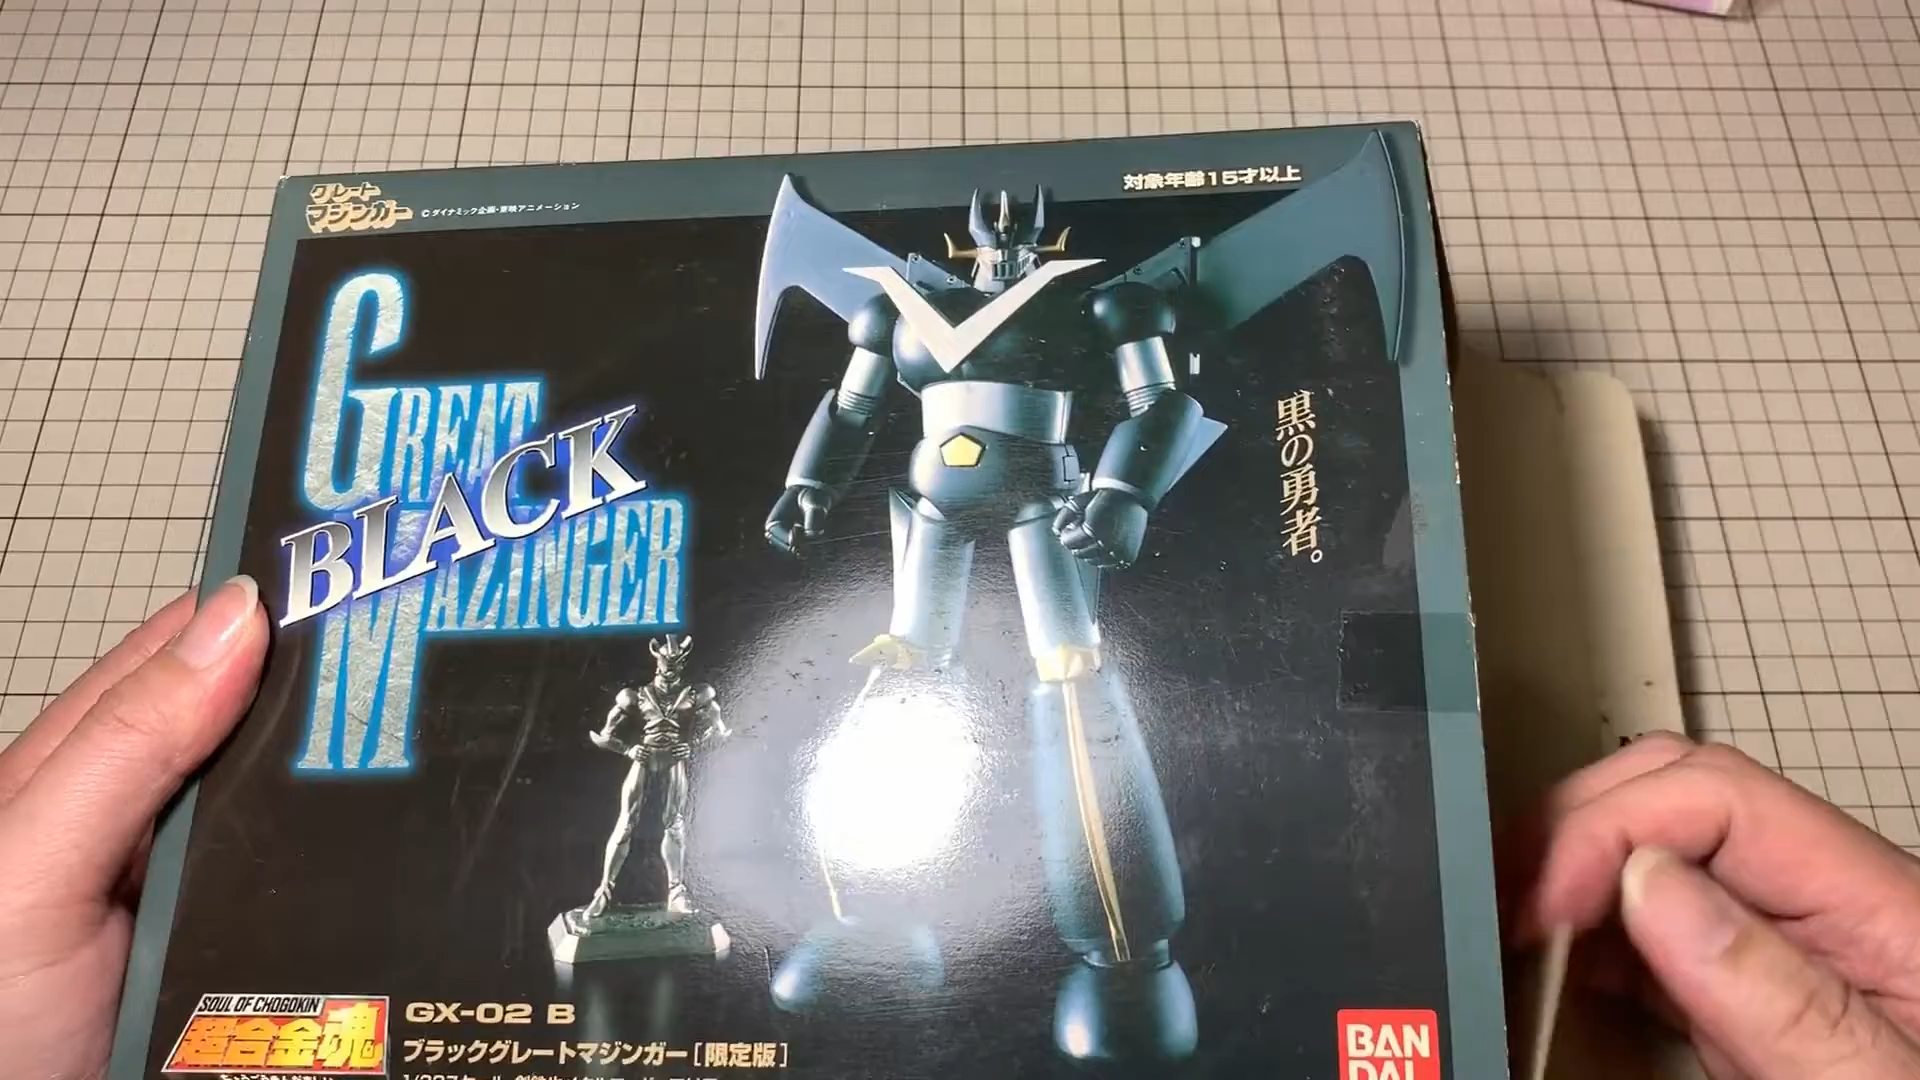 グレート
マジンガー
©ダイナミック企画・東映アニメーション
対象年齢15才以上
GREAT
BLACK
MAZINGER
黒の勇者。
SOUL OF CHOGOKIN
超合金魂
GX-02 B
ブラックグレートマジンガー[限定版]
BAN
DAI